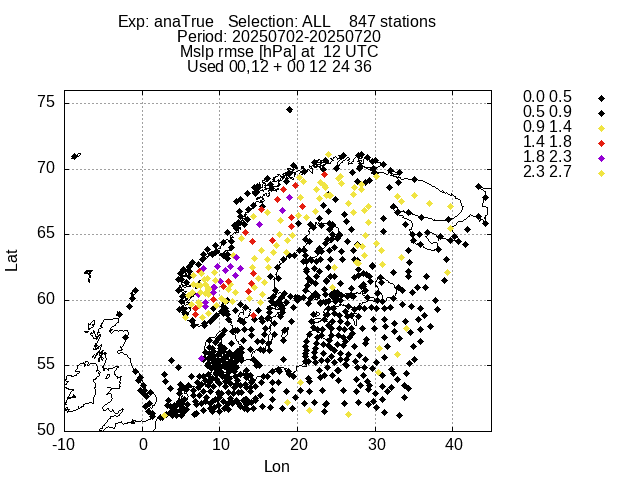 Exp: anaTrue   Selection: ALL    847 stations
Period: 20250702-20250720
Mslp rmse [hPa] at  12 UTC
Used 00,12 + 00 12 24 36
0.0 0.5
0.5 0.9
0.9 1.4
1.4 1.8
1.8 2.3
2.3 2.7
75
70
65
60
55
50
Lat
-10 0 10 20 30 40
Lon